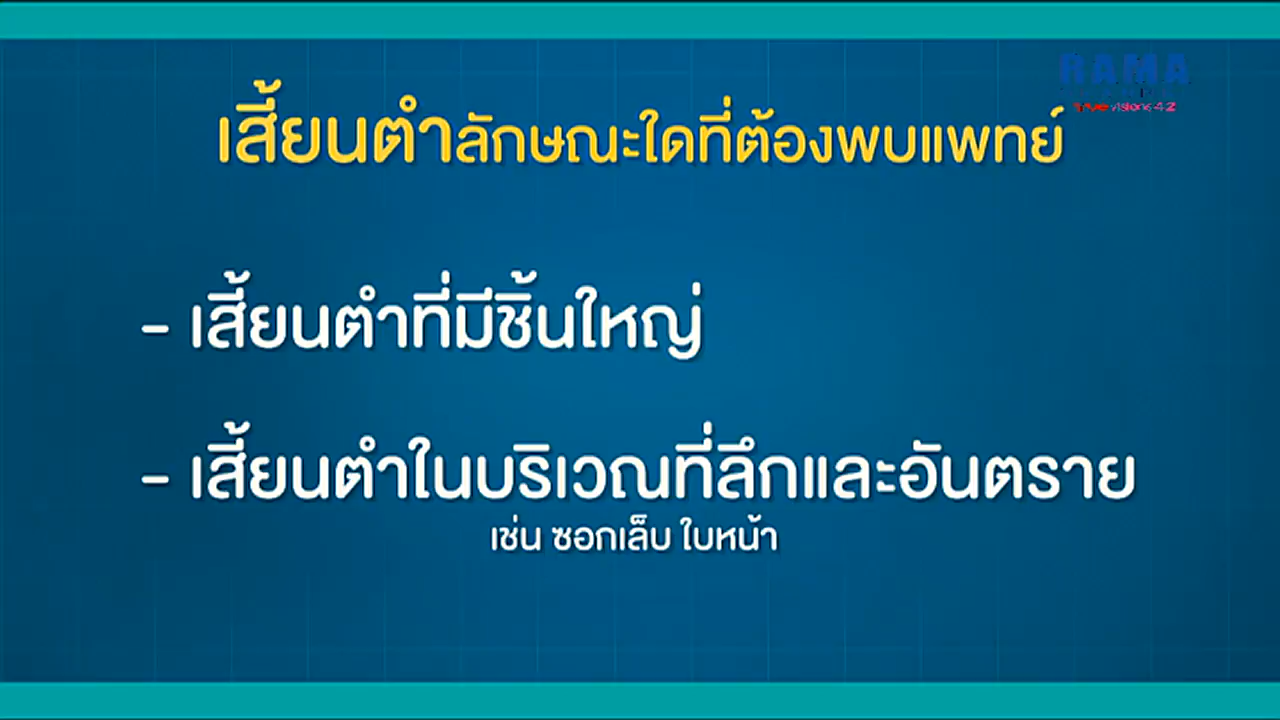 RAMA
true visions 42
เสี้ยนตำลักษณะใดที่ต้องพบแพทย์
- เสี้ยนตำที่มีชิ้นใหญ่
- เสี้ยนตำในบริเวณที่ลึกและอันตราย
เช่น ซอกเล็บ ใบหน้า